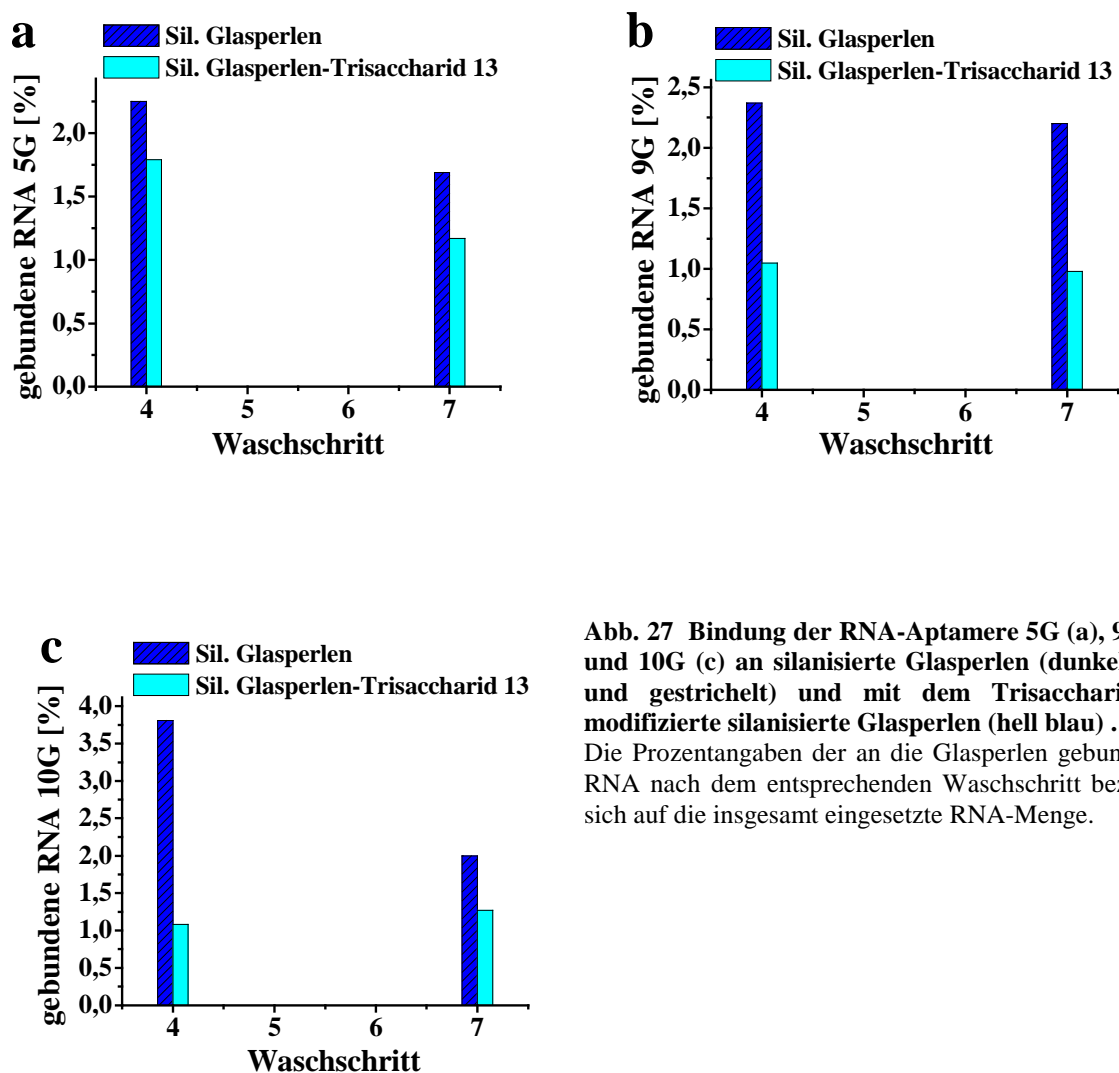 a
Sil. Glasperlen
Sil. Glasperlen-Trisaccharid 13
gebundene RNA 5G [%]
2,0
1,5
1,0
0,5
0,0
4 5 6 7
Waschschritt
b
Sil. Glasperlen
Sil. Glasperlen-Trisaccharid 13
gebundene RNA 9G [%]
2,5
2,0
1,5
1,0
0,5
0,0
4 5 6 7
Waschschritt
c
Sil. Glasperlen
Sil. Glasperlen-Trisaccharid 13
gebundene RNA 10G [%]
4,0
3,5
3,0
2,5
2,0
1,5
1,0
0,5
0,0
4 5 6 7
Waschschritt
Abb. 27 Bindung der RNA-Aptamere 5G (a), 9
und 10G (c) an silanisierte Glasperlen (dunkel
und gestrichelt) und mit dem Trisacchari
modifizierte silanisierte Glasperlen (hell blau) .
Die Prozentangaben der an die Glasperlen gebun
RNA nach dem entsprechenden Waschschritt bez
sich auf die insgesamt eingesetzte RNA-Menge.